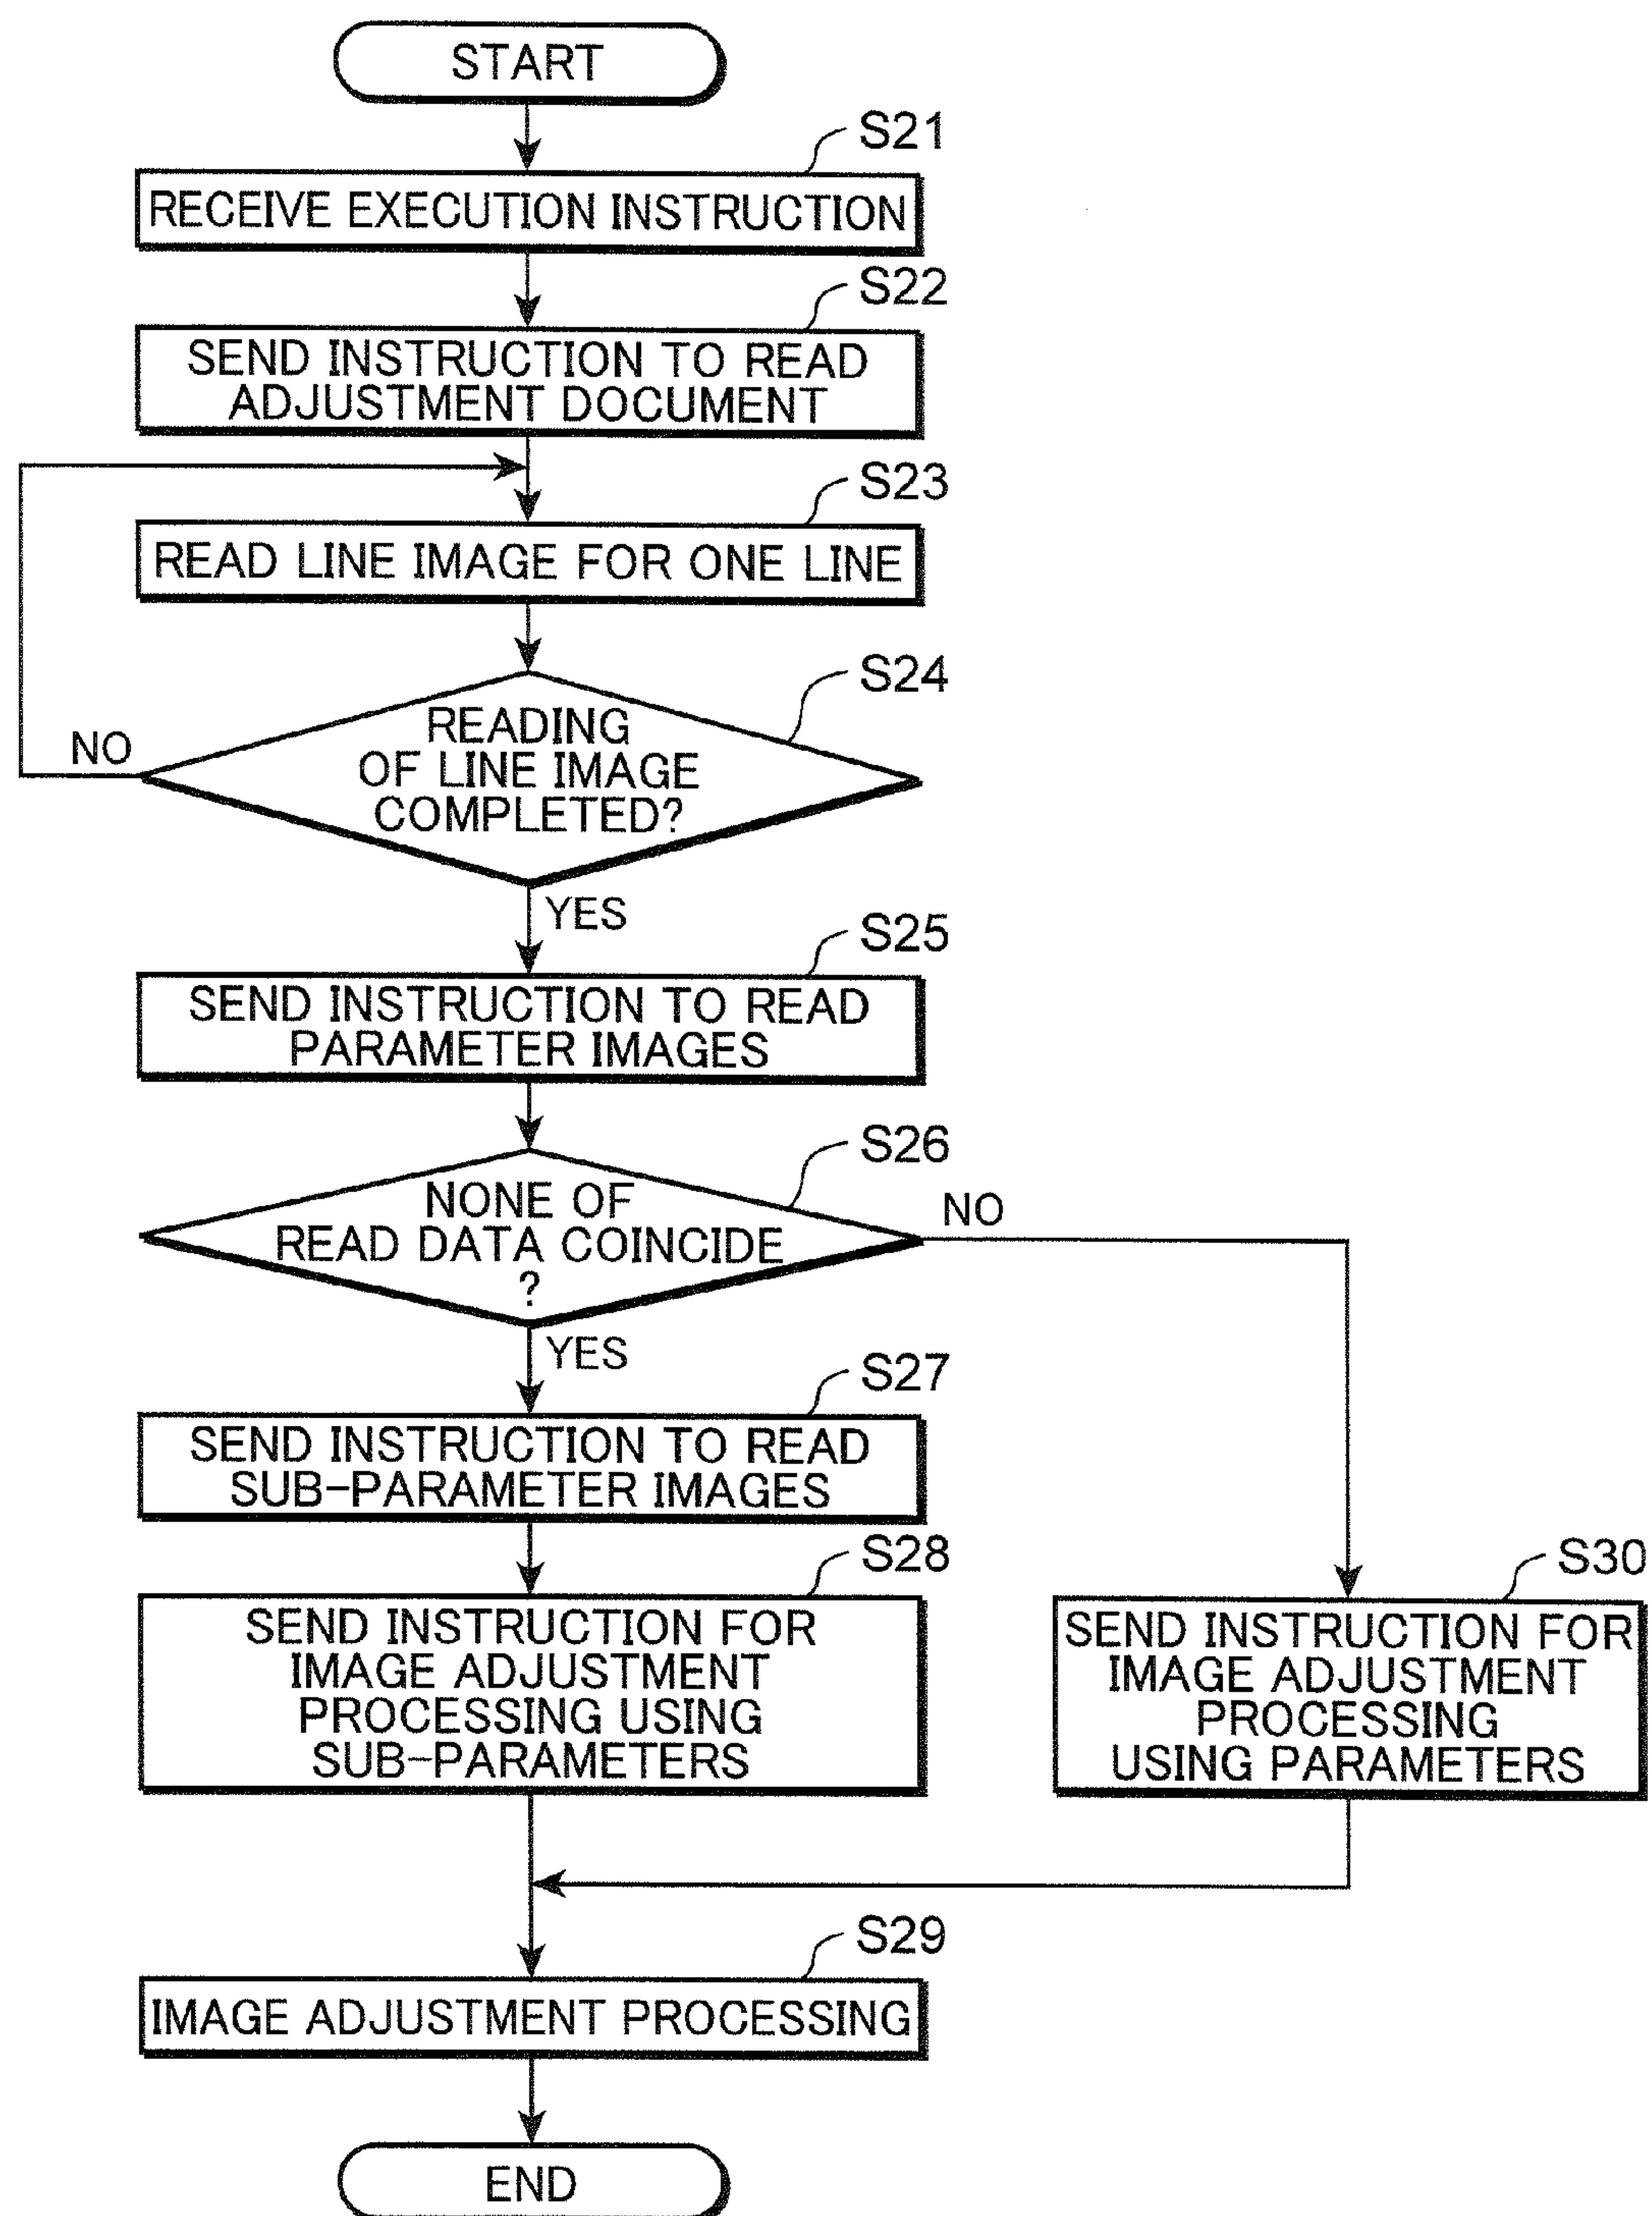 START
S21
RECEIVE EXECUTION INSTRUCTION
S22
SEND INSTRUCTION TO READ
ADJUSTMENT DOCUMENT
S23
READ LINE IMAGE FOR ONE LINE
S24
READING
OF LINE IMAGE
COMPLETED?
NO
YES
S25
SEND INSTRUCTION TO READ
PARAMETER IMAGES
S26
NONE OF
READ DATA COINCIDE
?
NO
YES
S27
SEND INSTRUCTION TO READ
SUB-PARAMETER IMAGES
S28
SEND INSTRUCTION FOR
IMAGE ADJUSTMENT
PROCESSING USING
SUB-PARAMETERS
S30
SEND INSTRUCTION FOR
IMAGE ADJUSTMENT
PROCESSING
USING PARAMETERS
S29
IMAGE ADJUSTMENT PROCESSING
END